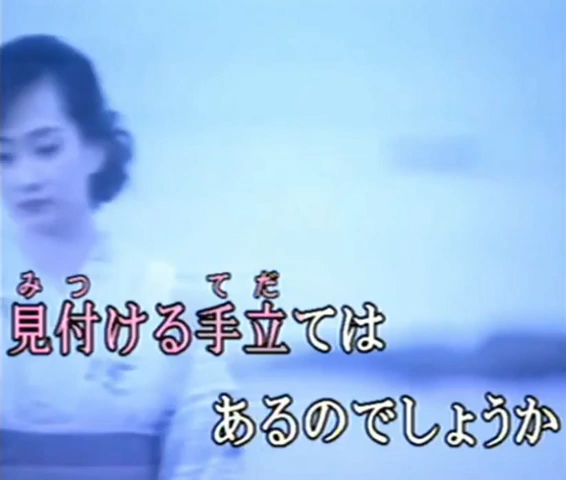 みつ てだ
見付ける手立ては
あるのでしょうか